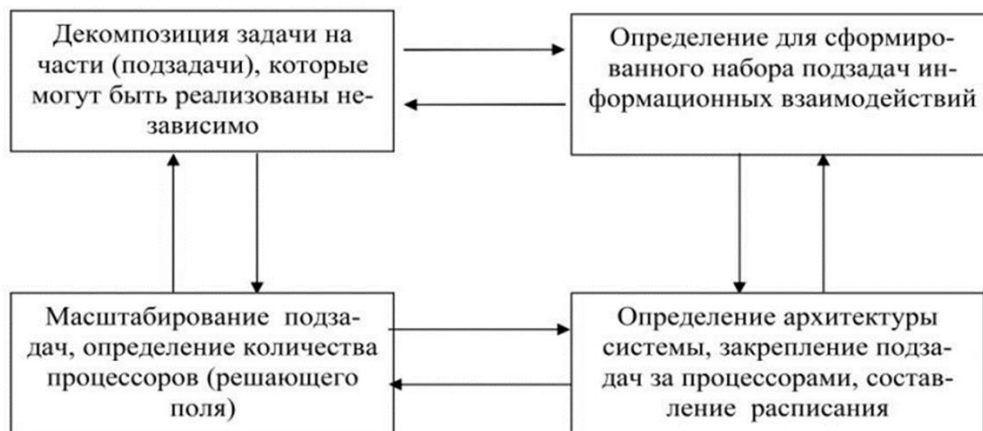 Декомпозиция задачи на
части (подзадачи), которые
могут быть реализованы не-
зависимо
Определение для сформиро-
ванного набора подзадач ин-
формационных взаимодействий
Масштабирование подза-
дач, определение количества
процессоров (решающего
поля)
Определение архитектуры
системы, закрепление подза-
дач за процессорами, состав-
ление расписания